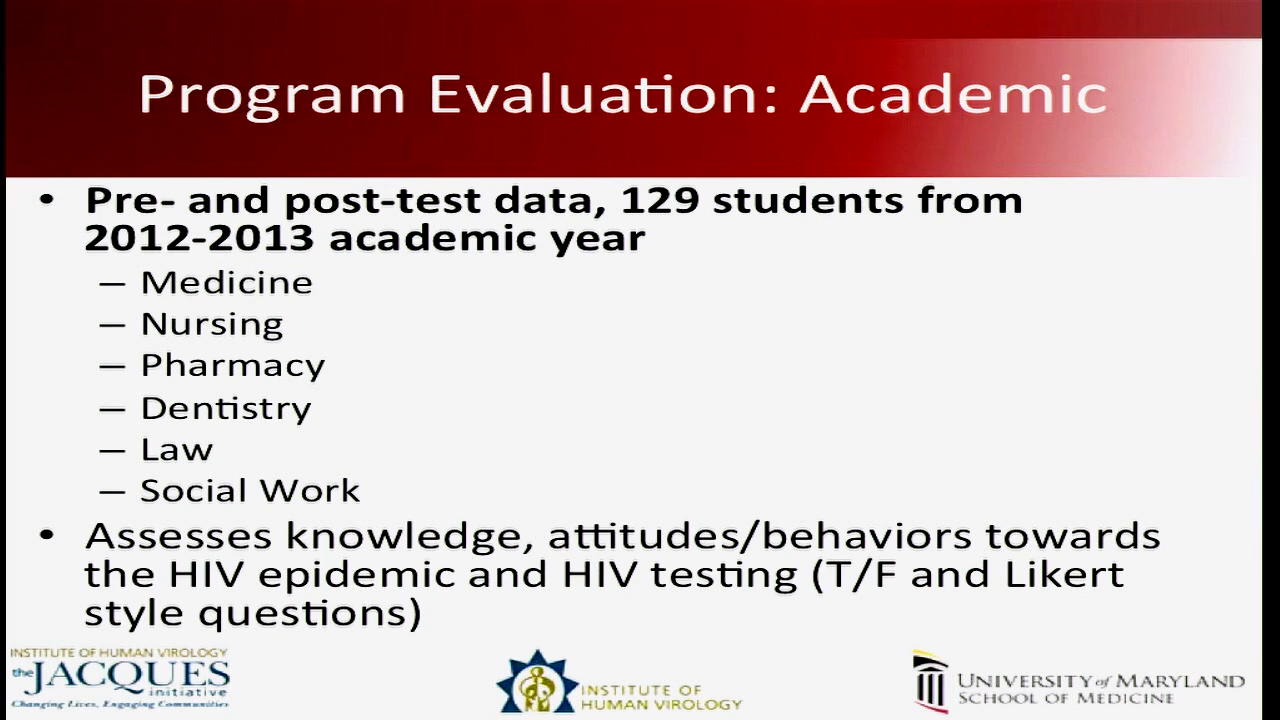 Program Evaluation: Academic
• Pre- and post-test data, 129 students from
2012-2013 academic year
– Medicine
– Nursing
– Pharmacy
– Dentistry
– Law
– Social Work
• Assesses knowledge, attitudes/behaviors towards
the HIV epidemic and HIV testing (T/F and Likert
style questions)
INSTITUTE OF HUMAN VIROLOGY
the JACQUES
initiative
Changing Lives, Engaging Communities
INSTITUTE OF
HUMAN VIROLOGY
UNIVERSITY of MARYLAND
SCHOOL OF MEDICINE